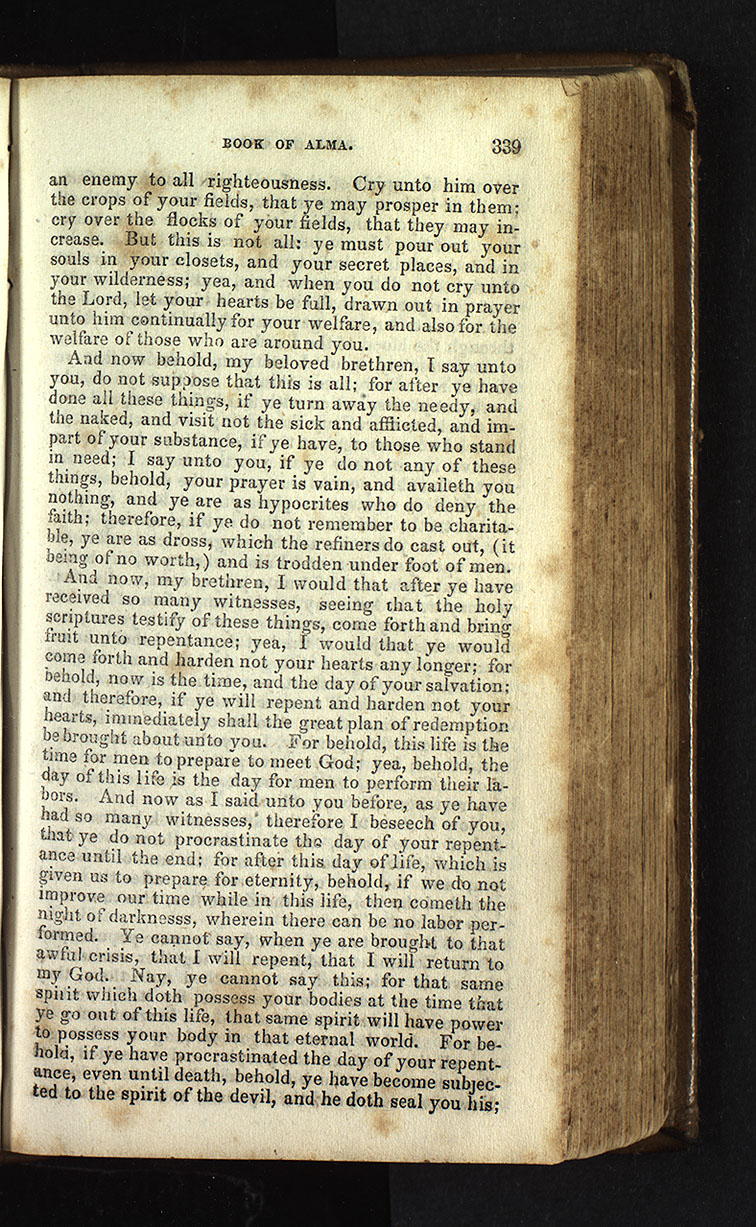 BOOK OF ALMA. 339
an enemy to all righteousness. Cry unto him over
the crops of your fields, that ye may prosper in them;
cry over the flocks of your fields, that they may in-
crease. But this is not all: ye must pour out your
souls in your closets, and your secret places, and in
your wilderness; yea, and when you do not cry unto
the Lord, let your hearts be full, drawn out in prayer
unto him continually for your welfare, and also for the
welfare of those who are around you.
And now behold, my beloved brethren, I say unto
you, do not suppose that this is all; for after ye have
done all these things, if ye turn away the needy, and
the naked, and visit not the sick and afflicted, and im-
part of your substance, if ye have, to those who stand
in need; I say unto you, if ye do not any of these
things, behold, your prayer is vain, and availeth you
nothing, and ye are as hypocrites who do deny the
faith; therefore, if ye do not remember to be charita-
ble, ye are as dross, which the refiners do cast out, (it
being of no worth,) and is trodden under foot of men.
And now, my brethren, I would that after ye have
received so many witnesses, seeing that the holy
scriptures testify of these things, come forth and bring
fruit unto repentance; yea, I would that ye would
come forth and harden not your hearts any longer; for
behold, now is the time, and the day of your salvation;
and therefore, if ye will repent and harden not your
hearts, immediately shall the great plan of redemption
be brought about unto you. For behold, this life is the
time for men to prepare to meet God; yea, behold, the
day of this life is the day for men to perform their la-
bors. And now as I said unto you before, as ye have
had so many witnesses, therefore I beseech of you,
that ye do not procrastinate the day of your repent-
ance until the end; for after this day of life, which is
given us to prepare for eternity, behold, if we do not
improve our time while in this life, then cometh the
night of darknesss, wherein there can be no labor per-
formed. Ye cannot say, when ye are brought to that
awful crisis, that I will repent, that I will return to
my God. Nay, ye cannot say this; for that same
spirit which doth possess your bodies at the time that
ye go out of this life, that same spirit will have power
to possess your body in that eternal world. For be-
hold, if ye have procrastinated the day of your repent-
ance, even until death, behold, ye have become subjec-
ted to the spirit of the devil, and he doth seal you his;